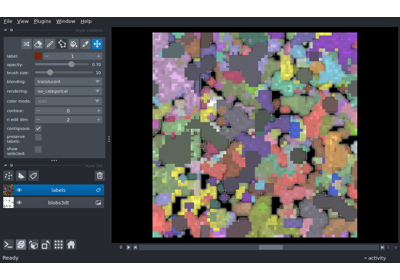 File View Plugins Window Help
label: 1
opacity: 0.70
brush size: 10
blending: translucent
rendering: iso_categorical
color mode:
contour: 0
n edit dim: 2
contiguous:
preserve
labels:
show
selected:
labels
blobs3dt
0
Ready
activity